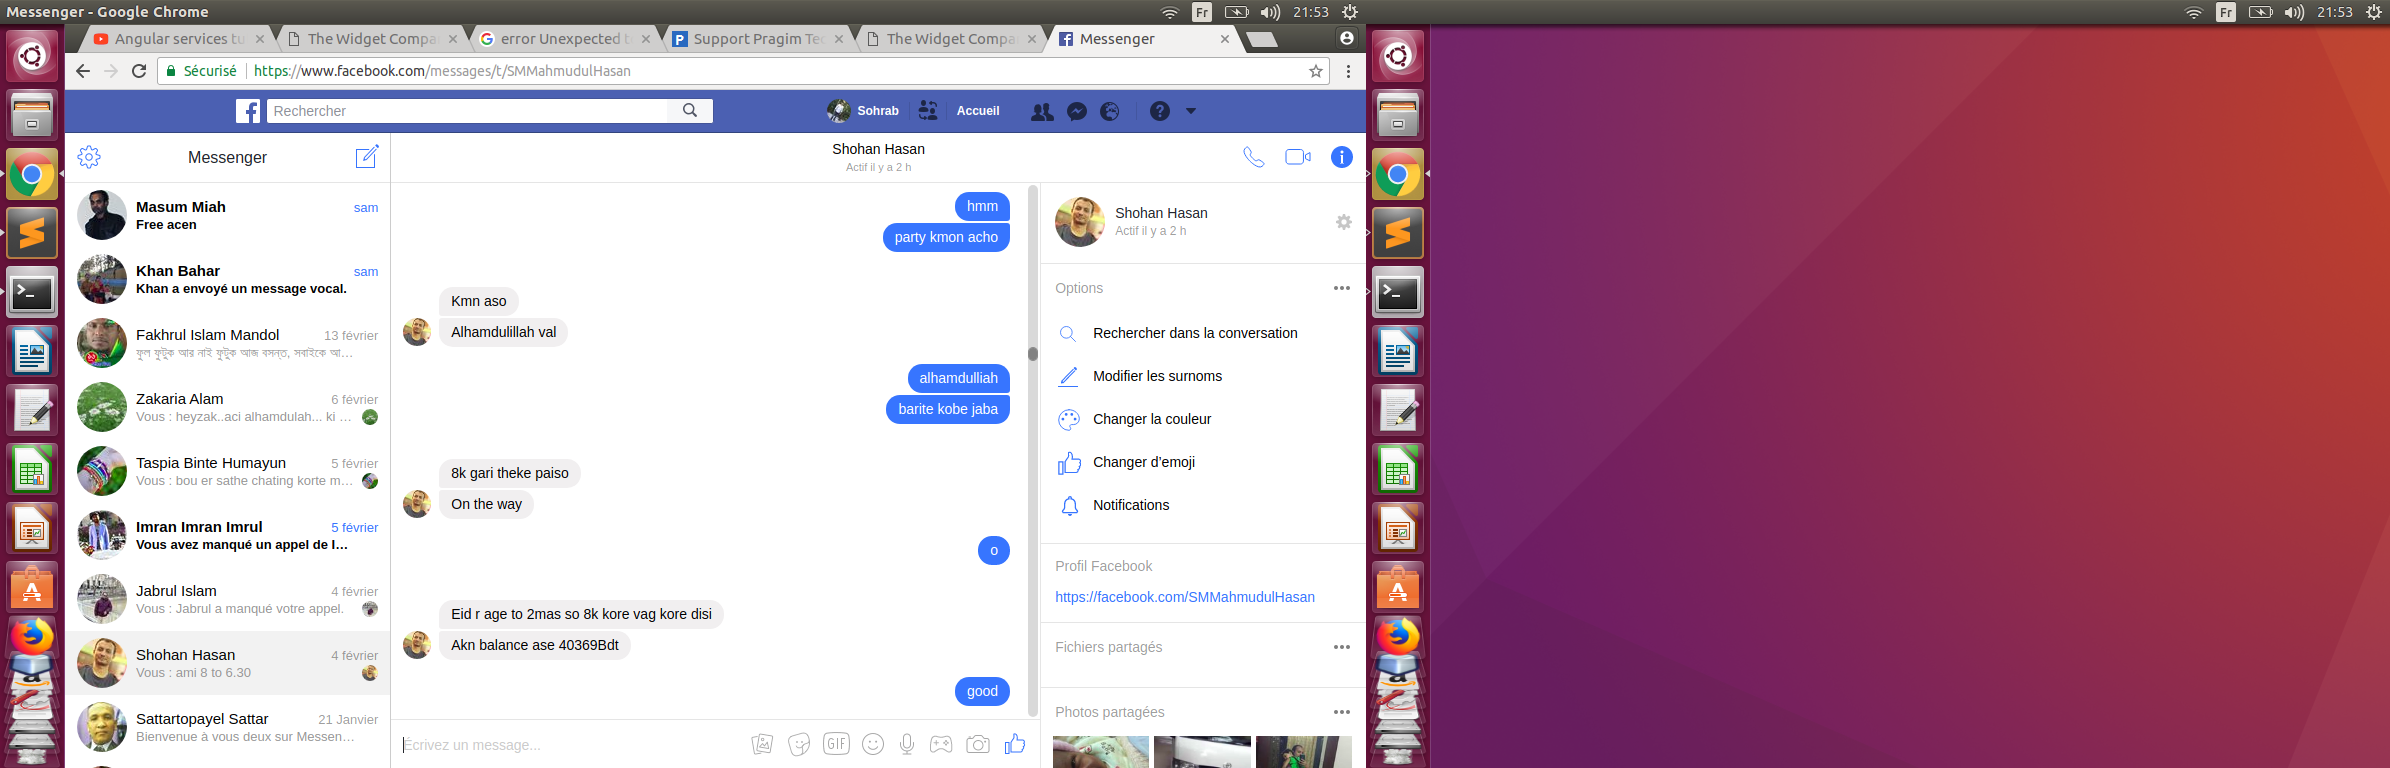 Messenger - Google Chrome
Fr
21:53
Fr
21:53
Angular services tu
The Widget Compa
error Unexpected t
Support Pragim Tec
The Widget Compa
Messenger
Sécurisé
https://www.facebook.com/messages/t/SMMahmudulHasan
Rechercher
Sohrab
Accueil
Messenger
Shohan Hasan
Actif il y a 2 h
Masum Miah
sam
Free acen
Khan Bahar
sam
Khan a envoyé un message vocal.
Fakhrul Islam Mandol
13 février
ফুল ফুটুক আর নাই ফুটুক আজ বসন্ত, সবাইকে আ…
Zakaria Alam
6 février
Vous : heyzak..aci alhamdulah... ki …
Taspia Binte Humayun
5 février
Vous : bou er sathe chating korte m…
Imran Imran Imrul
5 février
Vous avez manqué un appel de I…
Jabrul Islam
4 février
Vous : Jabrul a manqué votre appel.
Shohan Hasan
4 février
Vous : ami 8 to 6.30
Sattartopayel Sattar
21 Janvier
Bienvenue à vous deux sur Messen…
hmm
party kmon acho
Kmn aso
Alhamdulillah val
alhamdulliah
barite kobe jaba
8k gari theke paiso
On the way
o
Eid r age to 2mas so 8k kore vag kore disi
Akn balance ase 40369Bdt
good
Écrivez un message...
GIF
Shohan Hasan
Actif il y a 2 h
Options
Rechercher dans la conversation
Modifier les surnoms
Changer la couleur
Changer d’emoji
Notifications
Profil Facebook
https://facebook.com/SMMahmudulHasan
Fichiers partagés
Photos partagées